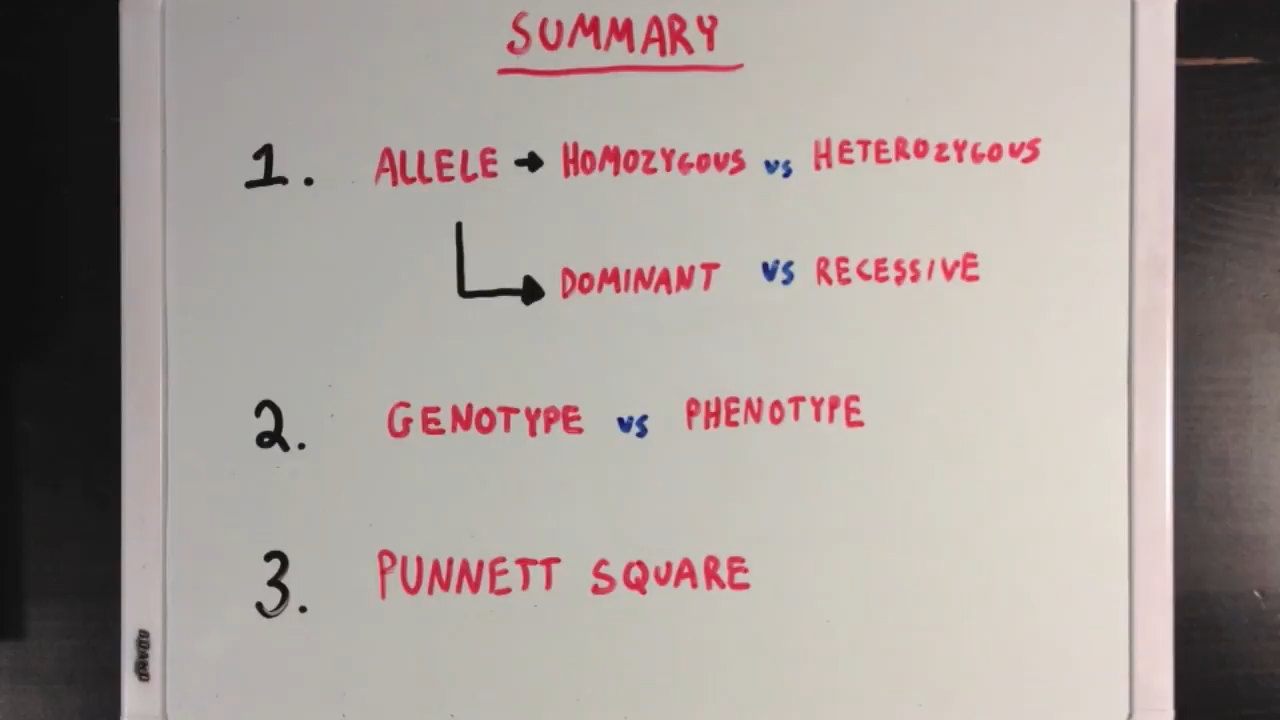 SUMMARY
1. ALLELE → HOMOZYGOUS vs HETEROZYGOUS
DOMINANT vs RECESSIVE
2. GENOTYPE vs PHENOTYPE
3. PUNNETT SQUARE